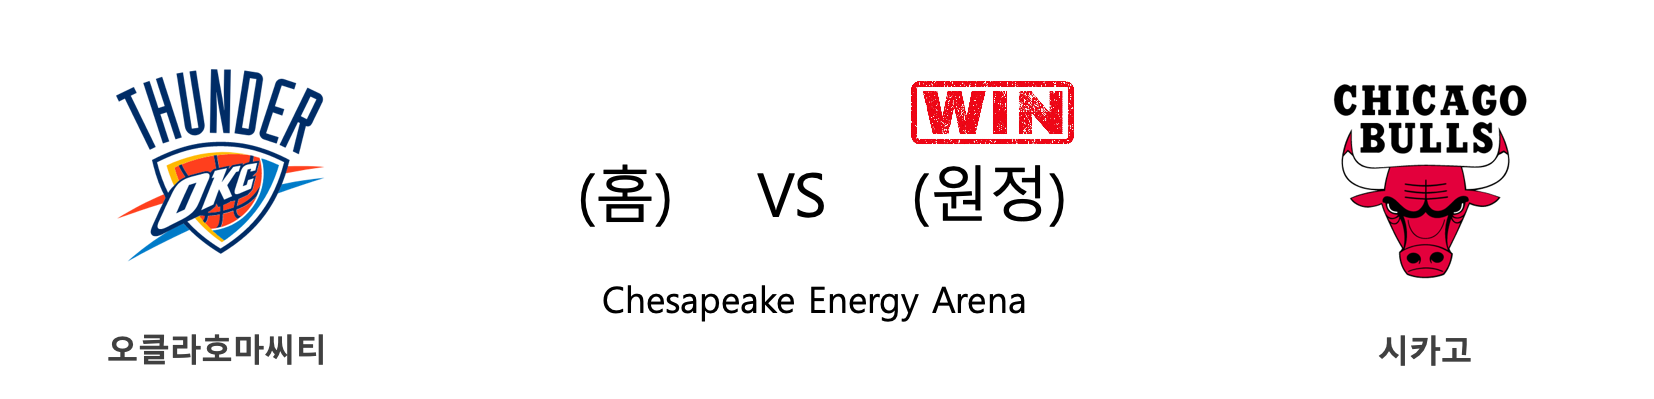 THUNDER
OKC
오클라호마씨티
(홈) VS (원정)
WIN
Chesapeake Energy Arena
CHICAGO
BULLS
시카고